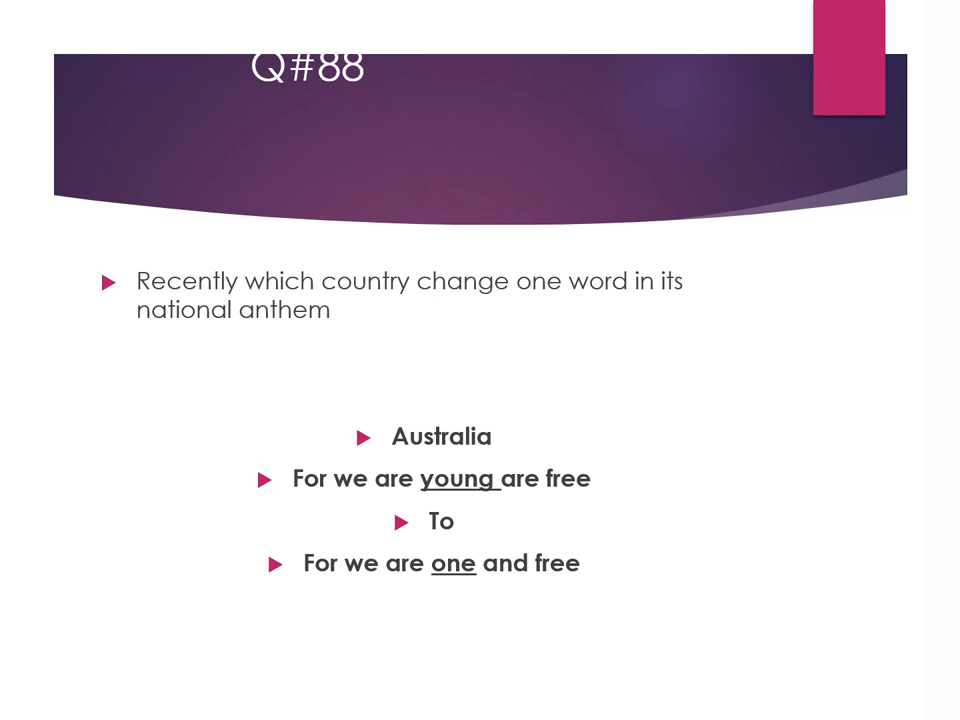 Q#88
Recently which country change one word in its
national anthem
Australia
For we are young are free
To
For we are one and free